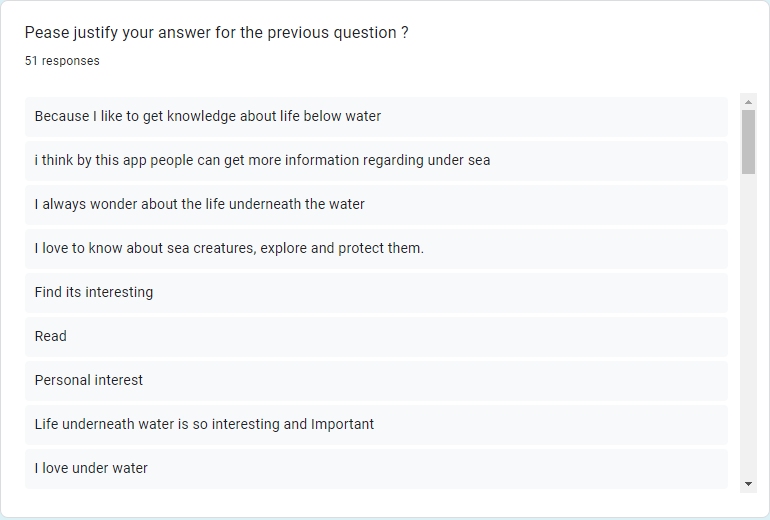 Pease justify your answer for the previous question ?
51 responses
Because I like to get knowledge about life below water
i think by this app people can get more information regarding under sea
I always wonder about the life underneath the water
I love to know about sea creatures, explore and protect them.
Find its interesting
Read
Personal interest
Life underneath water is so interesting and Important
I love under water